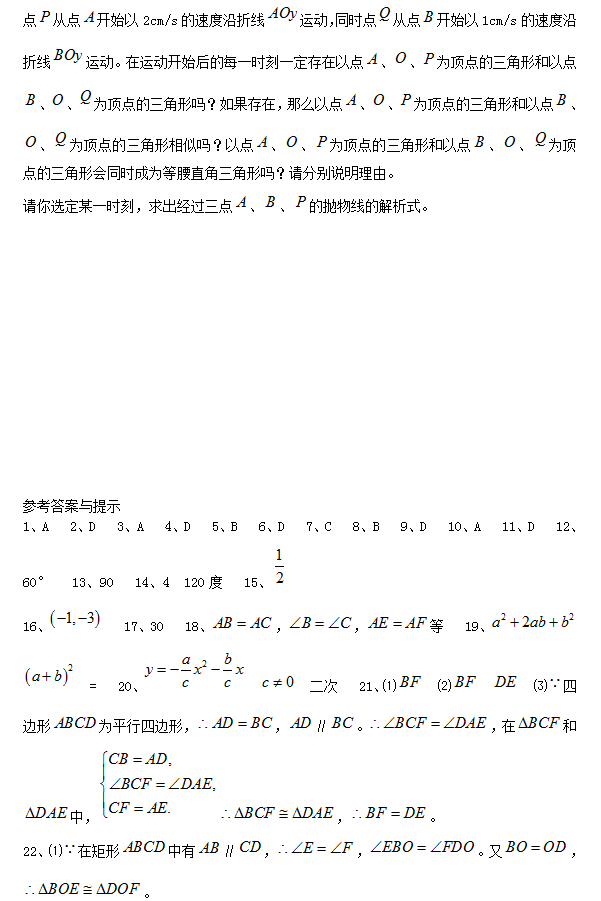 点P从点A开始以2cm/s的速度沿折线AOy运动,同时点Q从点B开始以1cm/s的速度沿
折线BOy运动。在运动开始后的每一时刻一定存在以点A、O、P为顶点的三角形和以点
B、O、Q为顶点的三角形吗?如果存在,那么以点A、O、P为顶点的三角形和以点B、
O、Q为顶点的三角形相似吗?以点A、O、P为顶点的三角形和以点B、O、Q为顶
点的三角形会同时成为等腰直角三角形吗?请分别说明理由。
请你选定某一时刻,求出经过三点A、B、P的抛物线的解析式。
参考答案与提示
1、A 2、D 3、A 4、D 5、B 6、D 7、C 8、B 9、D 10、A 11、D 12、
60° 13、90 14、4 120度 15、1/2
16、(−1,−3) 17、30 18、AB=AC,∠B=∠C,AE=AF等 19、a²+2ab+b²
(a+b)² = 20、y=−a/c x²−b/c x c≠0 二次 21、⑴BF ⑵BF DE ⑶∵四
边形ABCD为平行四边形,∴AD=BC,AD∥BC。∴∠BCF=∠DAE,在ΔBCF和
ΔDAE中,{CB=AD, ∠BCF=∠DAE, CF=AE. ∴ΔBCF≅ΔDAE,∴BF=DE。
22、⑴∵在矩形ABCD中有AB∥CD,∴∠E=∠F,∠EBO=∠FDO。又BO=OD,
∴ΔBOE≅ΔDOF。